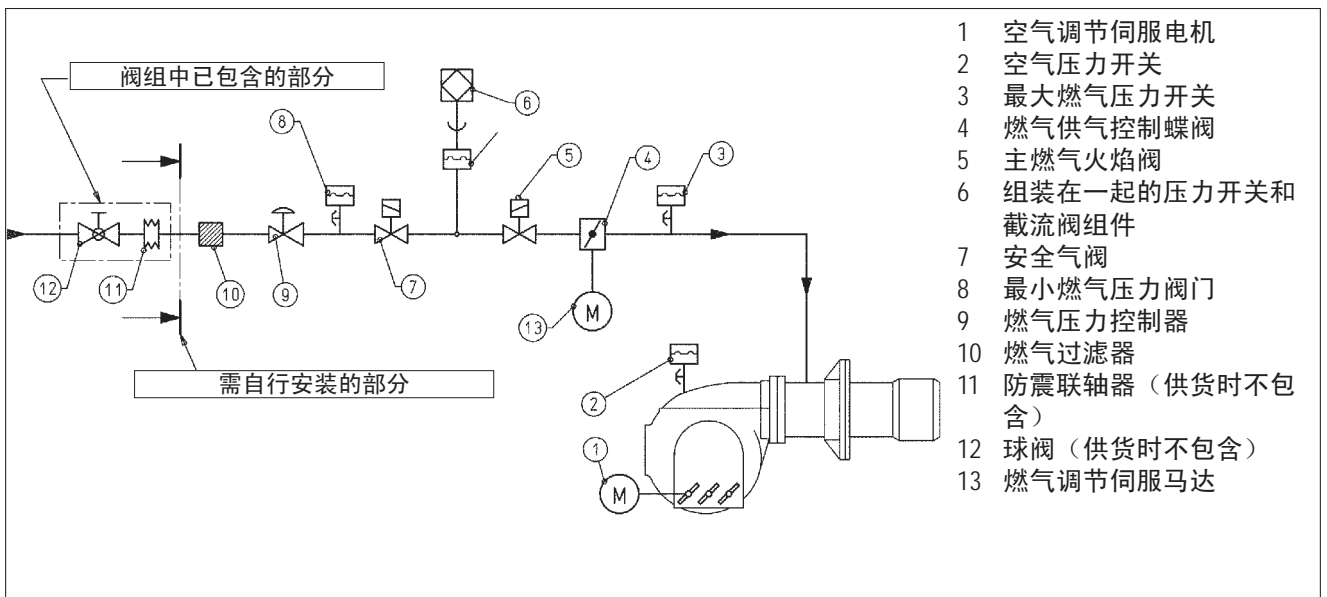 阀组中已包含的部分
6
8
5
4
3
12
11
10
9
7
13
M
需自行安装的部分
2
1
M
1 空气调节伺服电机
2 空气压力开关
3 最大燃气压力开关
4 燃气供气控制蝶阀
5 主燃气火焰阀
6 组装在一起的压力开关和
截流阀组件
7 安全气阀
8 最小燃气压力阀门
9 燃气压力控制器
10 燃气过滤器
11 防震联轴器（供货时不包
含）
12 球阀（供货时不包含）
13 燃气调节伺服马达